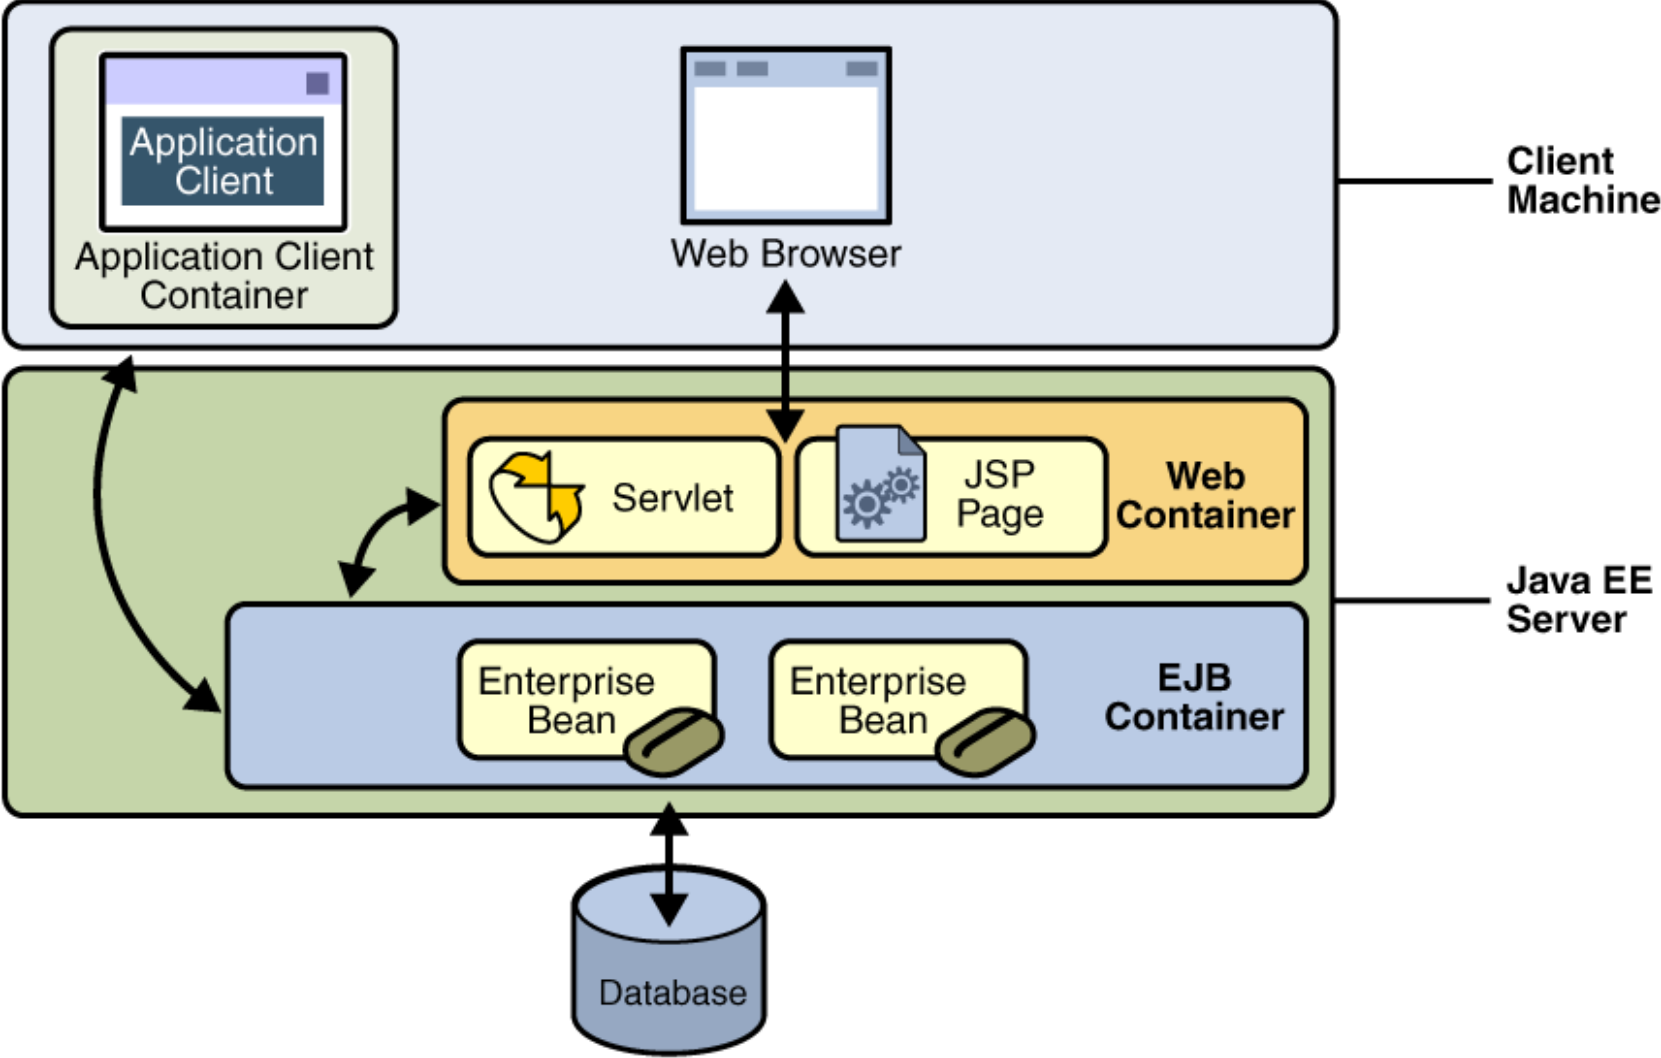 Application
Client
Application Client
Container
Web Browser
Client
Machine
Servlet
JSP
Page
Web
Container
Java EE
Server
Enterprise
Bean
Enterprise
Bean
EJB
Container
Database